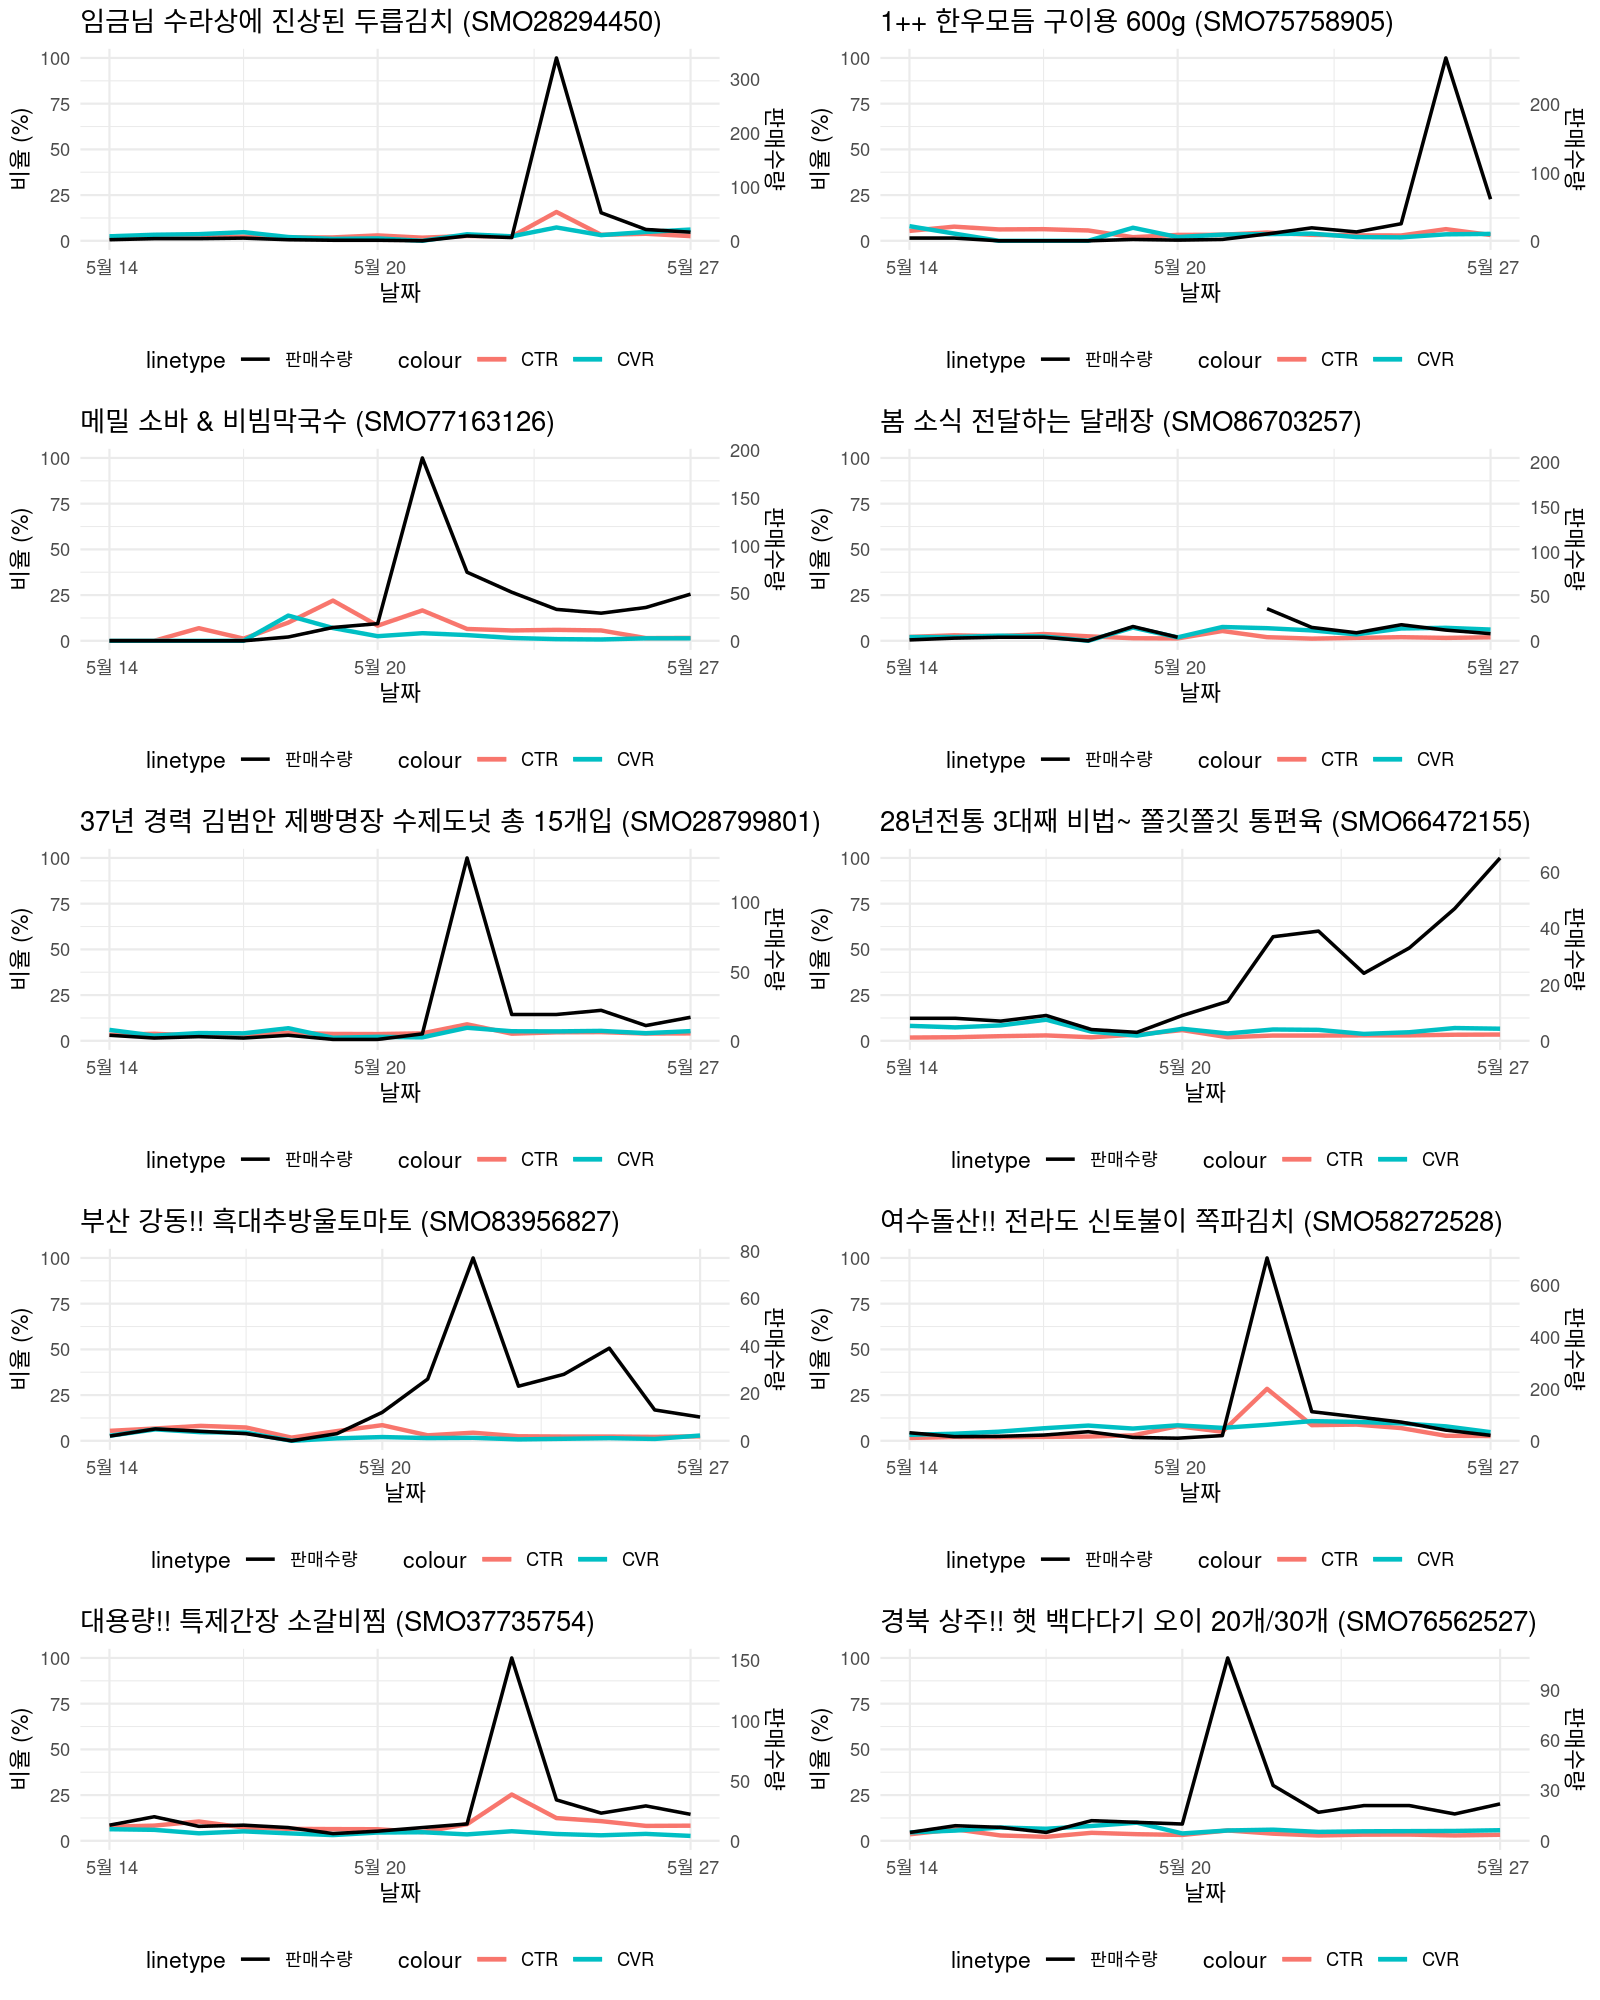 임금님 수라상에 진상된 두릅김치 (SMO28294450)
비율 (%)
100
75
50
25
0
300
200
100
0
판매수량
5월 14
5월 20
5월 27
날짜
linetype 판매수량 colour CTR CVR
1++ 한우모듬 구이용 600g (SMO75758905)
비율 (%)
100
75
50
25
0
200
100
0
판매수량
5월 14
5월 20
5월 27
날짜
linetype 판매수량 colour CTR CVR
메밀 소바 & 비빔막국수 (SMO77163126)
비율 (%)
100
75
50
25
0
200
150
100
50
0
판매수량
5월 14
5월 20
5월 27
날짜
linetype 판매수량 colour CTR CVR
봄 소식 전달하는 달래장 (SMO86703257)
비율 (%)
100
75
50
25
0
200
150
100
50
0
판매수량
5월 14
5월 20
5월 27
날짜
linetype 판매수량 colour CTR CVR
37년 경력 김범안 제빵명장 수제도넛 총 15개입 (SMO28799801)
비율 (%)
100
75
50
25
0
100
50
0
판매수량
5월 14
5월 20
5월 27
날짜
linetype 판매수량 colour CTR CVR
28년전통 3대째 비법~ 쫄깃쫄깃 통편육 (SMO66472155)
비율 (%)
100
75
50
25
0
60
40
20
0
판매수량
5월 14
5월 20
5월 27
날짜
linetype 판매수량 colour CTR CVR
부산 강동!! 흑대추방울토마토 (SMO83956827)
비율 (%)
100
75
50
25
0
80
60
40
20
0
판매수량
5월 14
5월 20
5월 27
날짜
linetype 판매수량 colour CTR CVR
여수돌산!! 전라도 신토불이 쪽파김치 (SMO58272528)
비율 (%)
100
75
50
25
0
600
400
200
0
판매수량
5월 14
5월 20
5월 27
날짜
linetype 판매수량 colour CTR CVR
대용량!! 특제간장 소갈비찜 (SMO37735754)
비율 (%)
100
75
50
25
0
150
100
50
0
판매수량
5월 14
5월 20
5월 27
날짜
linetype 판매수량 colour CTR CVR
경북 상주!! 햇 백다다기 오이 20개/30개 (SMO76562527)
비율 (%)
100
75
50
25
0
90
60
30
0
판매수량
5월 14
5월 20
5월 27
날짜
linetype 판매수량 colour CTR CVR